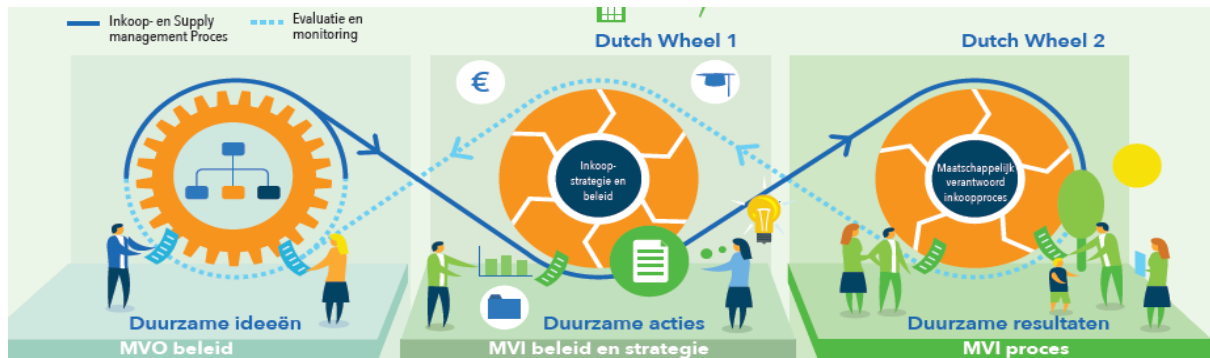 Inkoop- en Supply
management Proces
Evaluatie en
monitoring
Dutch Wheel 1
Dutch Wheel 2
€
Inkoop-
strategie en
beleid
Maatschappelijk
verantwoord
inkoopproces
Duurzame ideeën
Duurzame acties
Duurzame resultaten
MVO beleid
MVI beleid en strategie
MVI proces